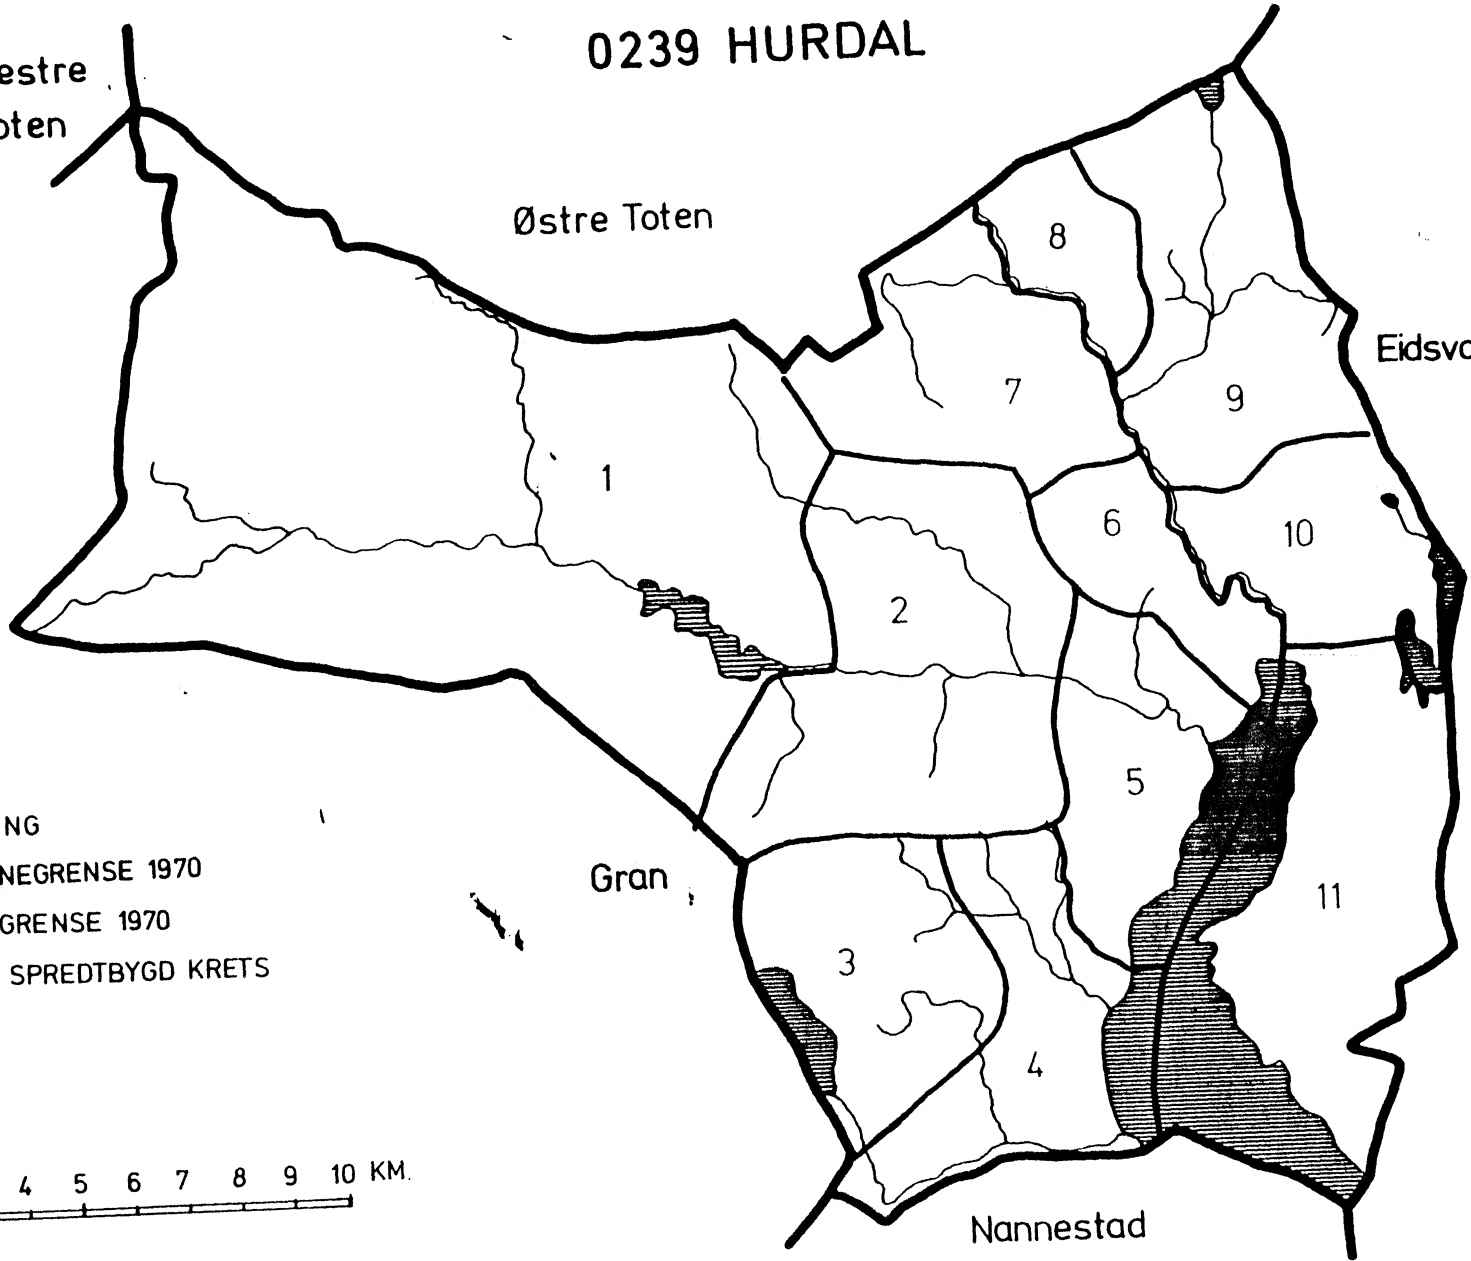 0239 HURDAL
estre
oten
Østre Toten
8
Eidsvo
7
9
1
6
10
2
5
NG
NEGRENSE 1970
GRENSE 1970
SPREDTBYGD KRETS
Gran
11
3
4
4 5 6 7 8 9 10 KM.
Nannestad